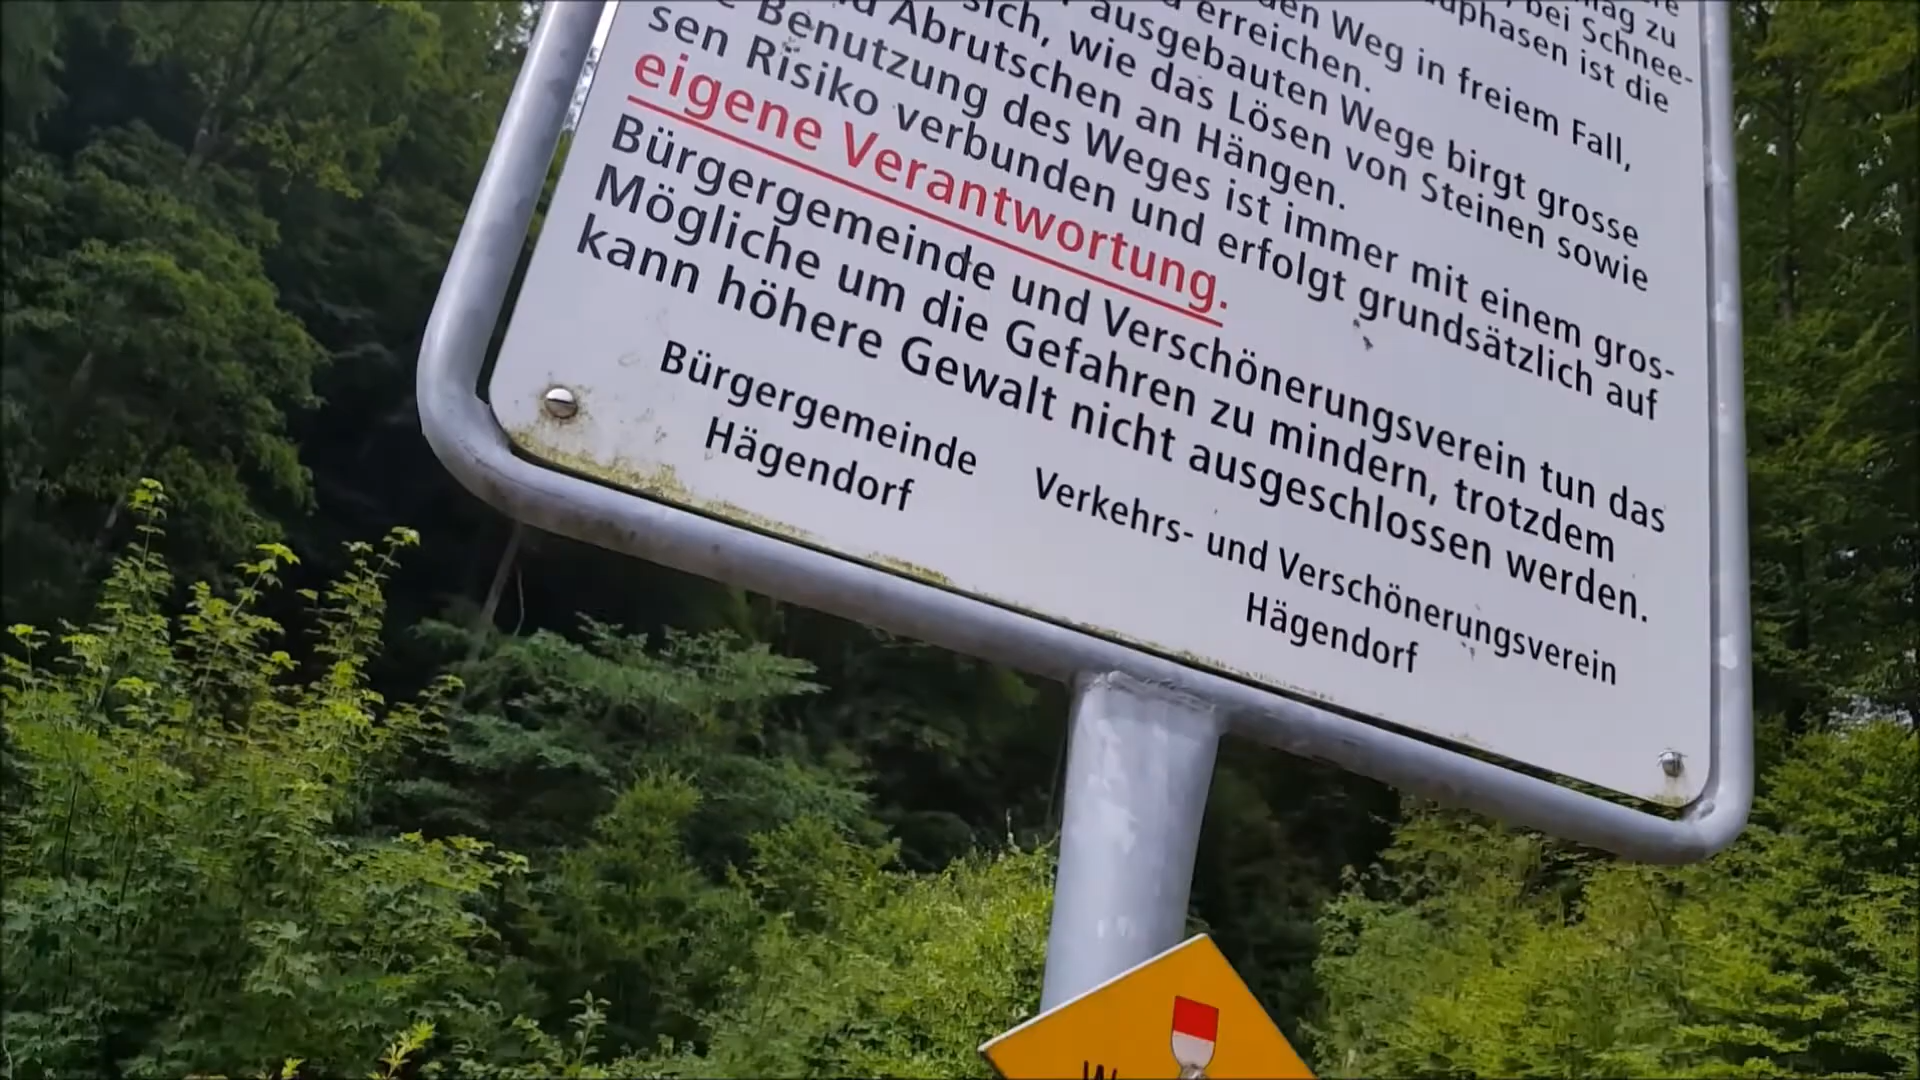 zu
bei Schnee-
ist die
Weg in freiem Fall,
erreichen.
ausgebauten Wege birgt grosse
sich, wie das Lösen von Steinen sowie
Abrutschen an Hängen.
Benutzung des Weges ist immer mit einem gros-
sen Risiko verbunden und erfolgt grundsätzlich auf
eigene Verantwortung.
Bürgergemeinde und Verschönerungsverein tun das
Mögliche um die Gefahren zu mindern, trotzdem
kann höhere Gewalt nicht ausgeschlossen werden.
Bürgergemeinde
Hägendorf
Verkehrs- und Verschönerungsverein
Hägendorf